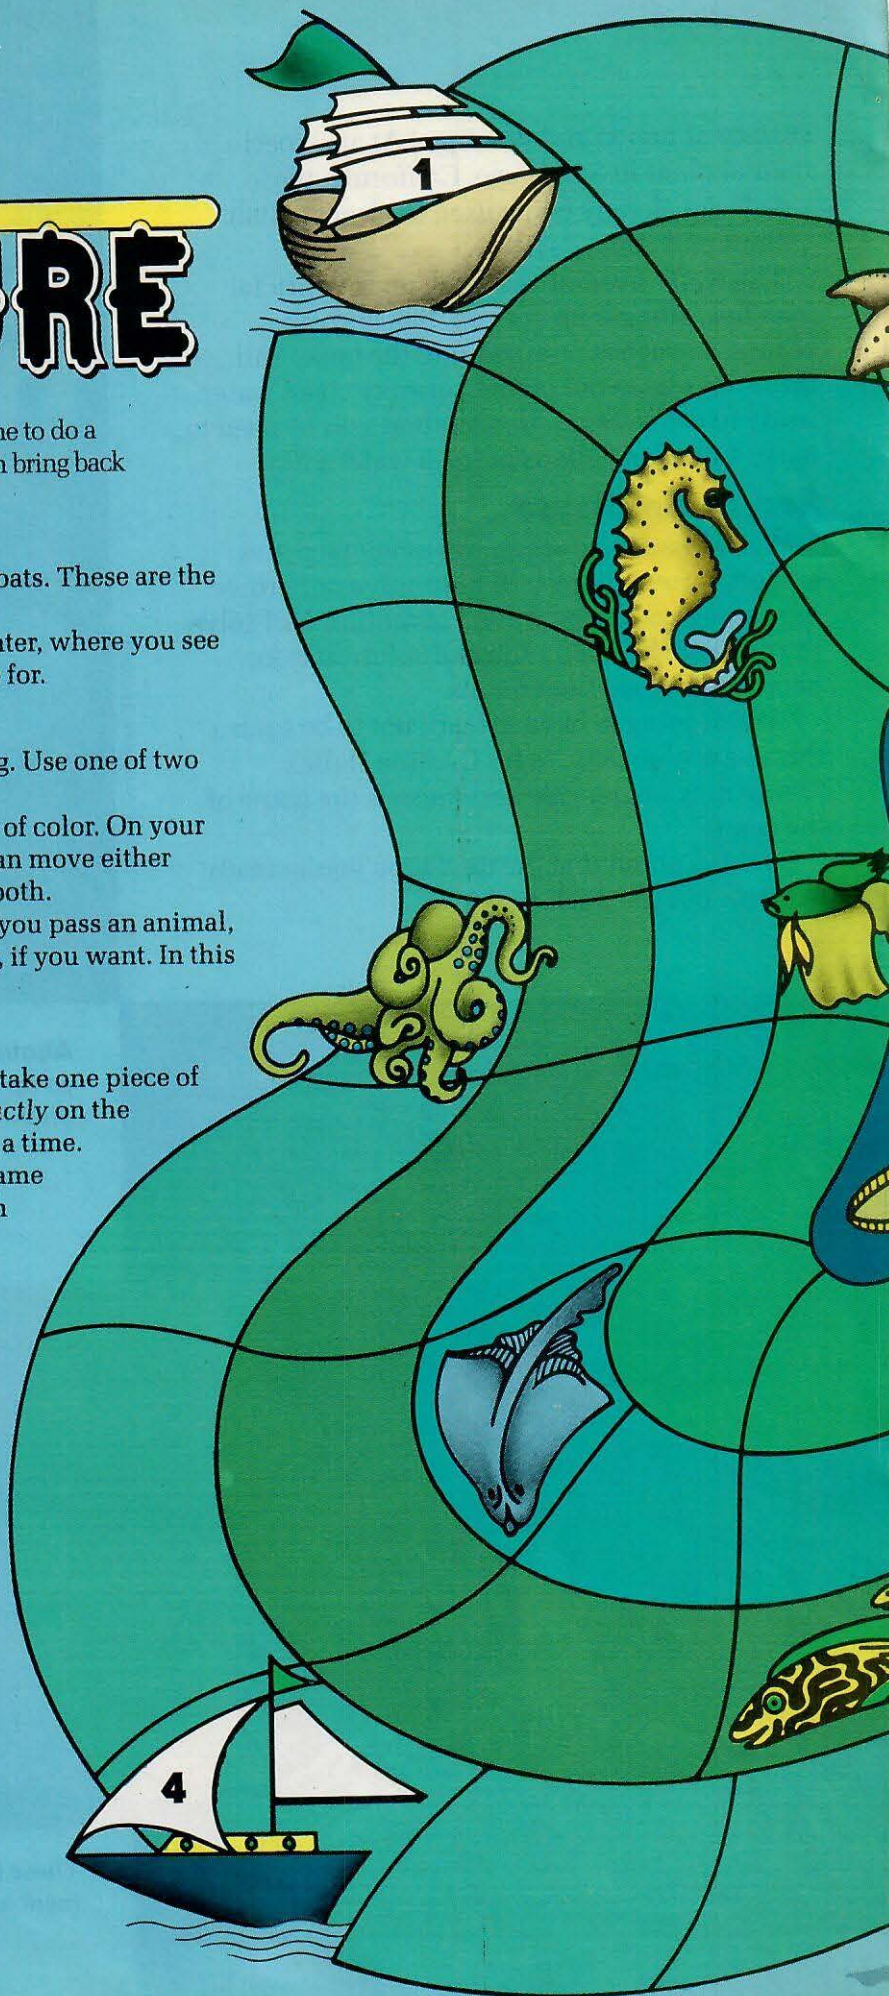 URE
1
ne to do a
n bring back
oats. These are the
nter, where you see
for.
g. Use one of two
of color. On your
an move either
both.
you pass an animal,
, if you want. In this
take one piece of
ctly on the
a time.
ame
4